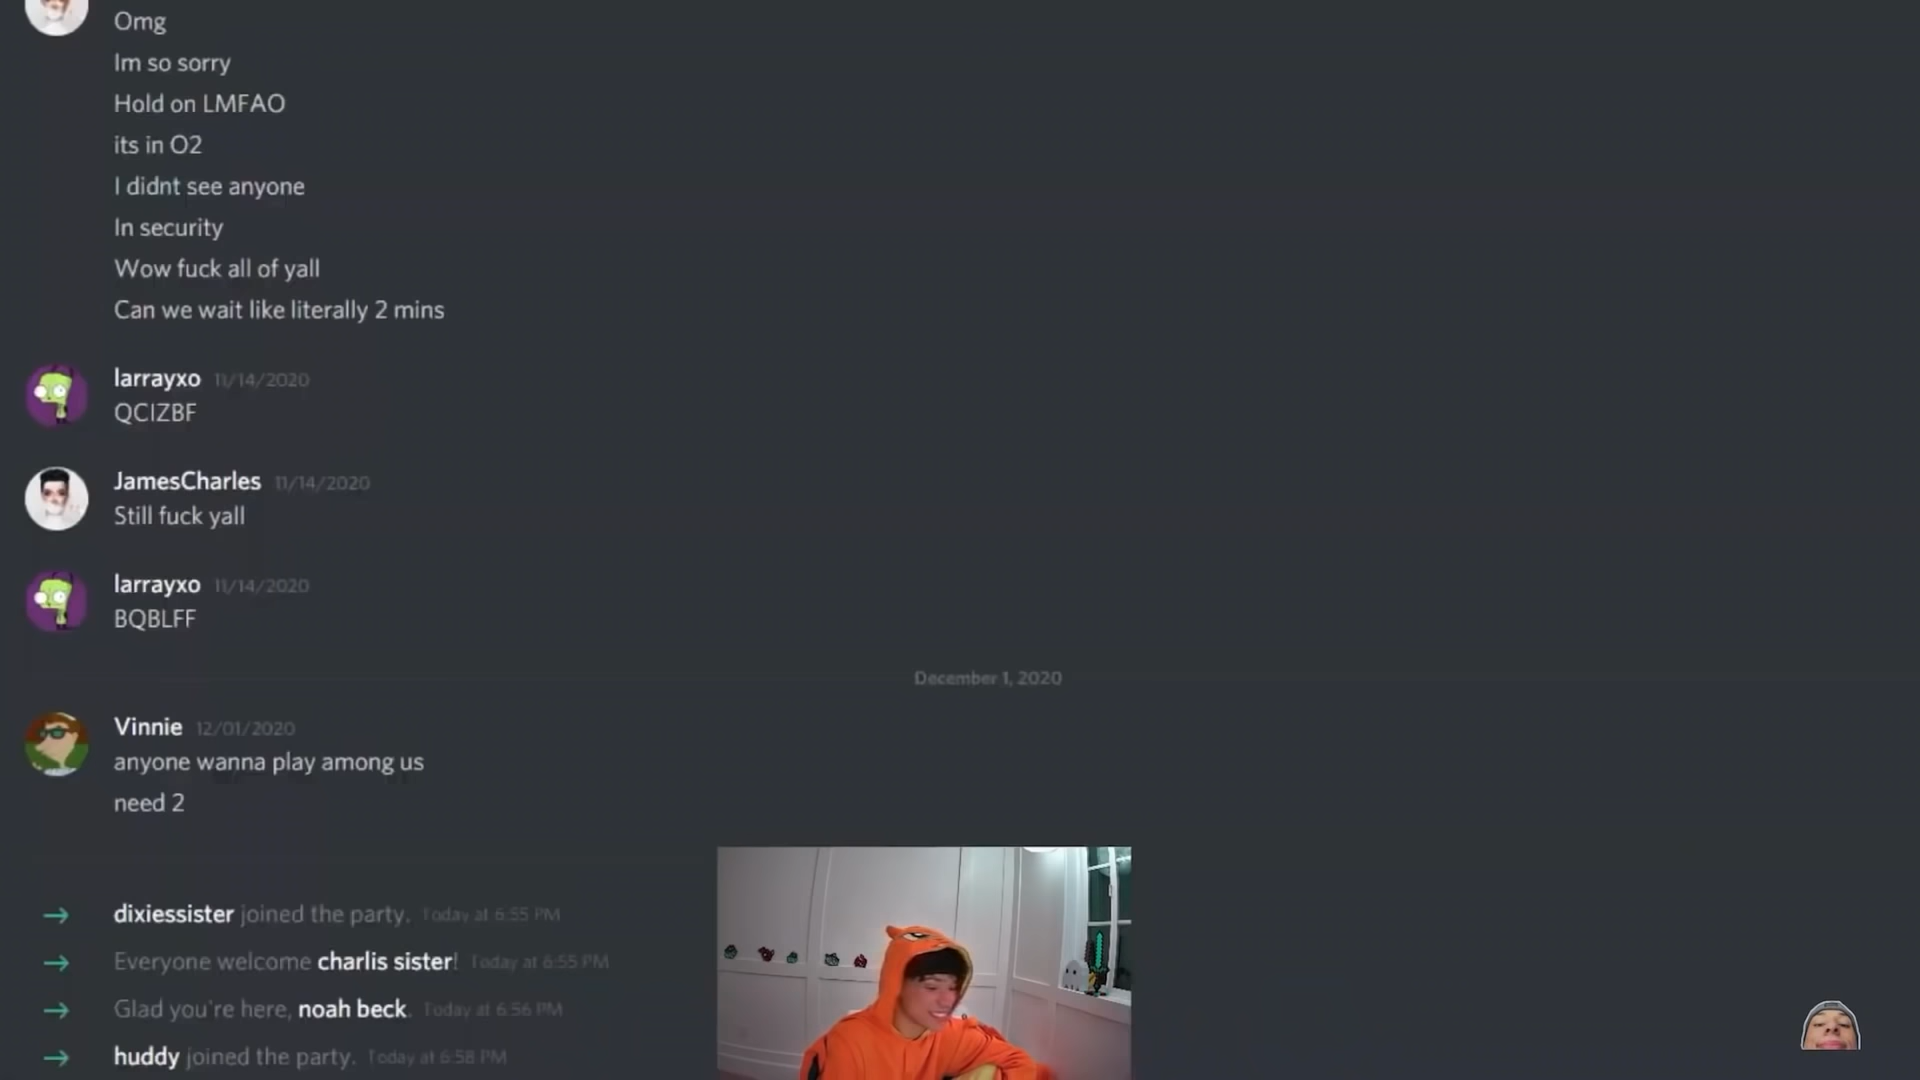 Omg
Im so sorry
Hold on LMFAO
its in O2
I didnt see anyone
In security
Wow fuck all of yall
Can we wait like literally 2 mins
larrayxo 11/14/2020
QCIZBF
JamesCharles 11/14/2020
Still fuck yall
larrayxo 11/14/2020
BQBLFF
December 1, 2020
Vinnie 12/01/2020
anyone wanna play among us
need 2
dixiessister joined the party. Today at 6:55 PM
Everyone welcome charlis sister! Today at 6:55 PM
Glad you're here, noah beck. Today at 6:56 PM
huddy joined the party. Today at 6:58 PM